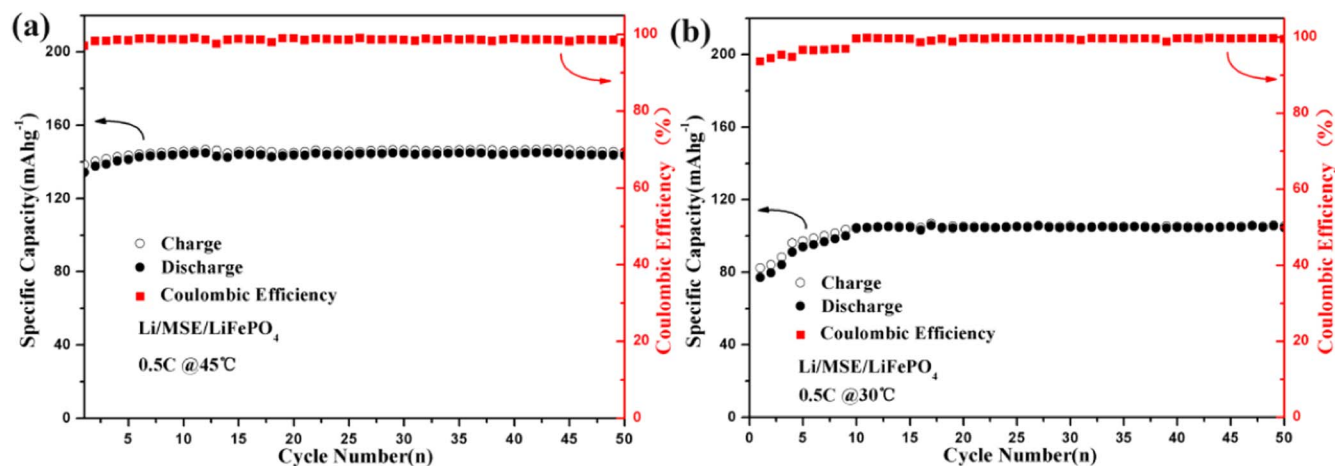 (a)
220
200
160
120
80
40
0
5
10
15
20
25
30
35
40
45
50
100
80
60
40
20
0
Specific Capacity(mAhg⁻¹)
Cycle Number(n)
Coulombic Efficiency (%)
Charge
Discharge
Coulombic Efficiency
Li/MSE/LiFePO₄
0.5C @45℃
(b)
200
160
120
80
40
0
0
5
10
15
20
25
30
35
40
45
50
100
80
60
40
20
0
Specific Capacity(mAhg⁻¹)
Cycle Number(n)
Coulombic Efficiency (%)
Charge
Discharge
Coulombic Efficiency
Li/MSE/LiFePO₄
0.5C @30℃